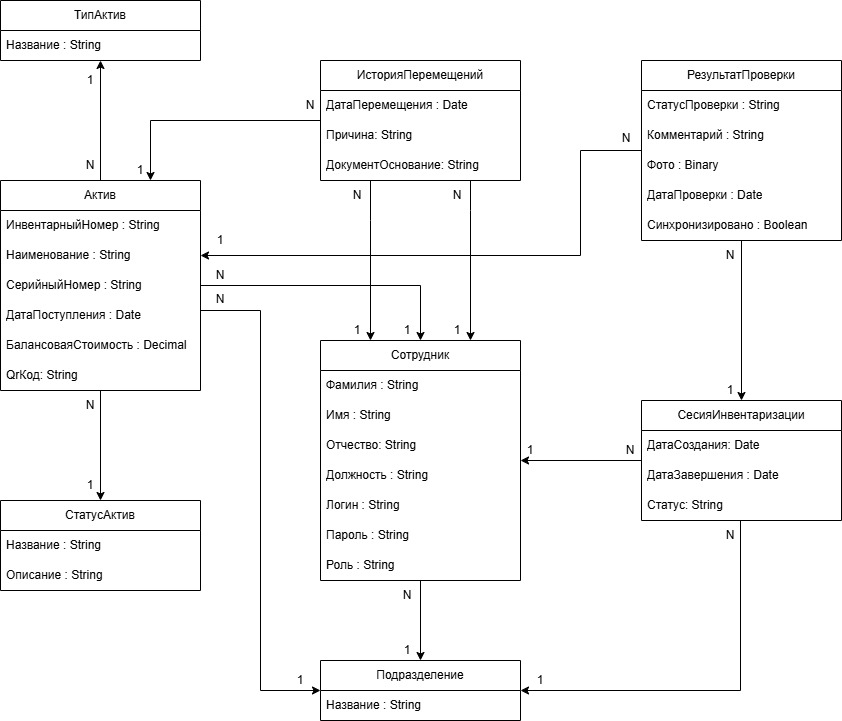 ТипАктив
Название : String
1
N
Актив
ИнвентарныйНомер : String
Наименование : String
СерийныйНомер : String
ДатаПоступления : Date
БалансоваяСтоимость : Decimal
QrКод: String
N
1
СтатусАктив
Название : String
Описание : String
ИсторияПеремещений
ДатаПеремещения : Date
Причина: String
ДокументОснование: String
N
1
N
N
1
1
1
1
N
N
Сотрудник
Фамилия : String
Имя : String
Отчество: String
Должность : String
Логин : String
Пароль : String
Роль : String
N
1
1
1
Подразделение
Название : String
РезультатПроверки
СтатусПроверки : String
Комментарий : String
Фото : Binary
ДатаПроверки : Date
Синхронизировано : Boolean
N
N
1
СесияИнвентаризации
ДатаСоздания: Date
ДатаЗавершения : Date
Статус: String
1
N
N